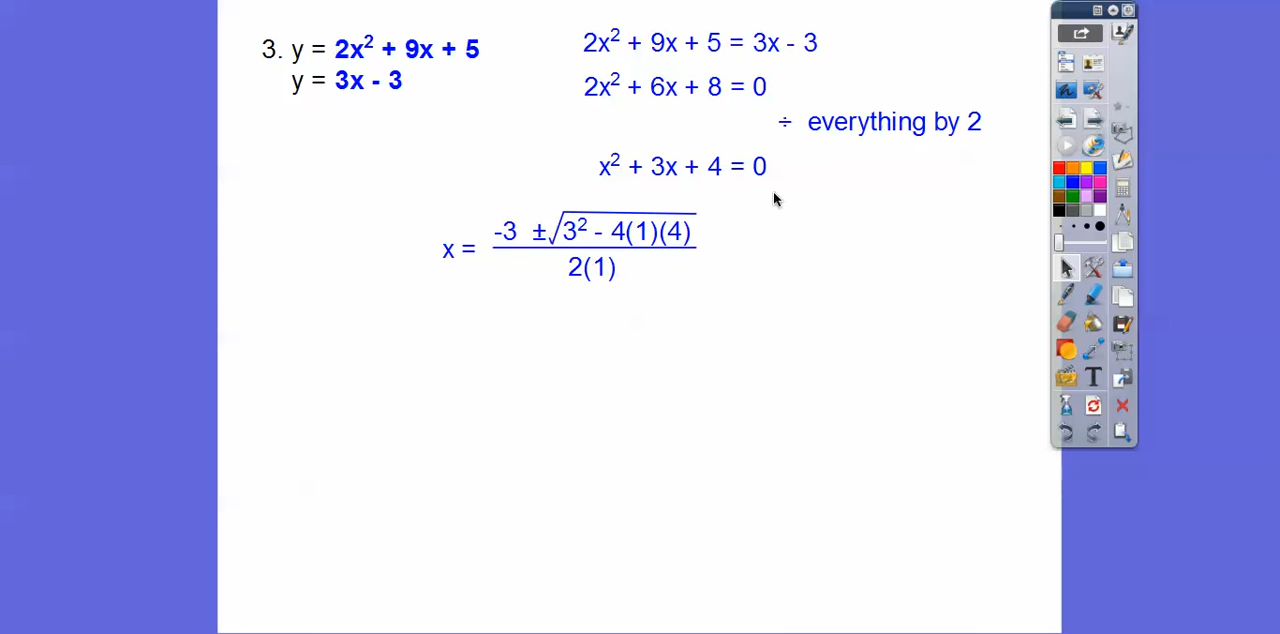 3. y = 2x² + 9x + 5
y = 3x - 3
2x² + 9x + 5 = 3x - 3
2x² + 6x + 8 = 0
÷ everything by 2
x² + 3x + 4 = 0
x = -3 ±√3² - 4(1)(4)
2(1)
T